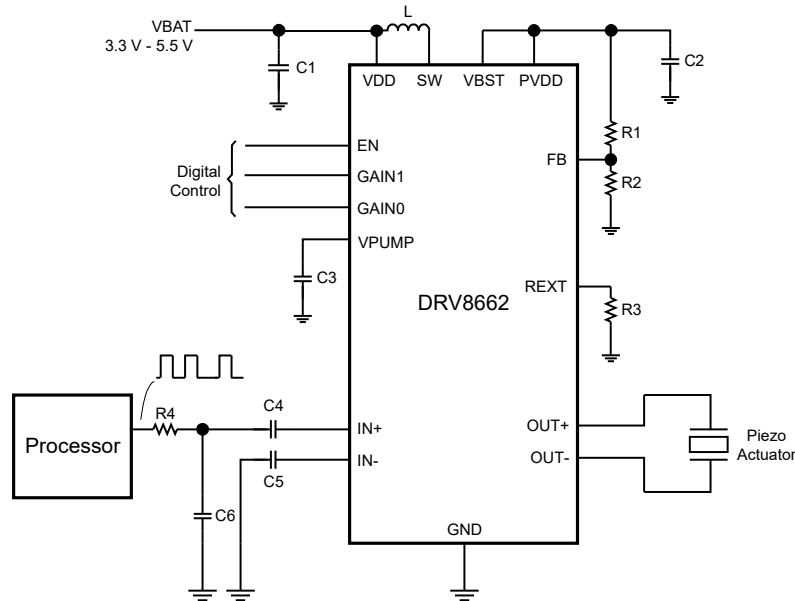 VBAT
3.3 V - 5.5 V
L
C1
C2
VDD
SW
VBST
PVDD
R1
EN
FB
Digital
Control
GAIN1
R2
GAIN0
VPUMP
C3
REXT
DRV8662
R3
C4
R4
IN+
OUT+
Processor
Piezo
Actuator
IN-
OUT-
C5
C6
GND